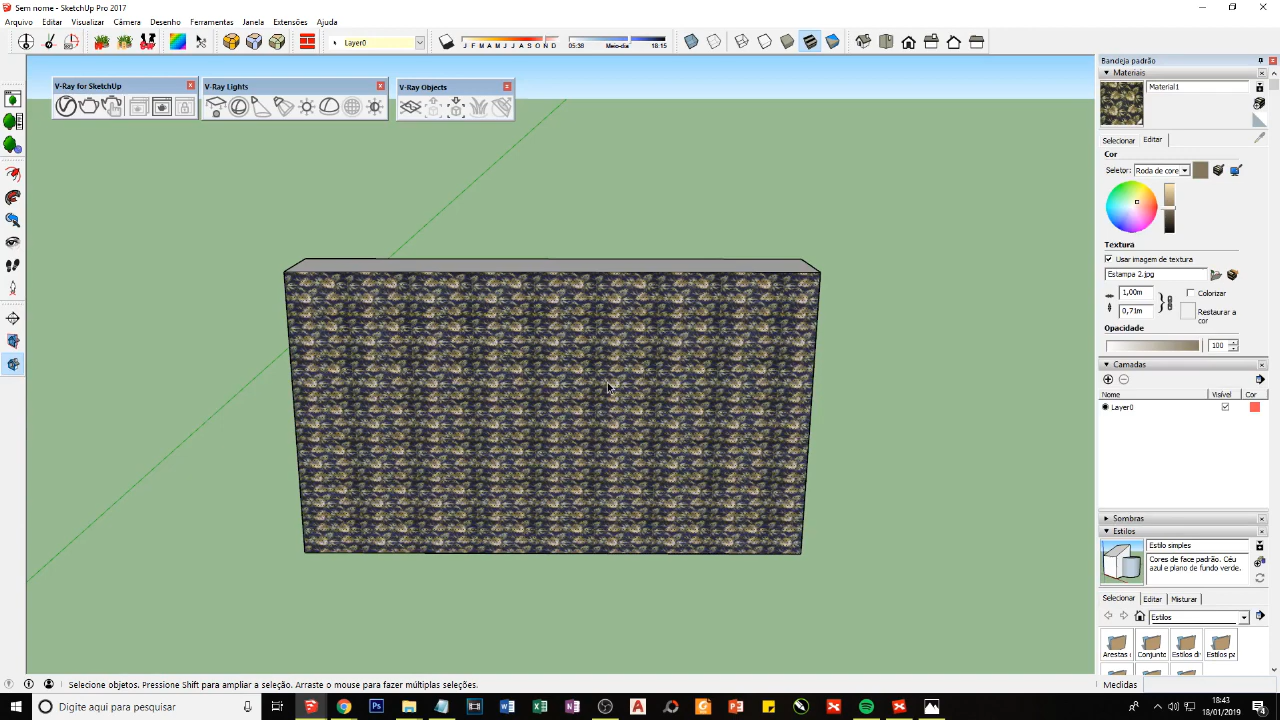 Sem nome - SketchUp Pro 2017
Arquivo Editar Visualizar Câmera Desenho Ferramentas Janela Extensões Ajuda
Layer0
J F M A M J J A S O N D
05:38 Meio-dia 18:15
V-Ray for SketchUp
V-Ray Lights
V-Ray Objects
Bandeja padrão
Materiais
Material1
Selecionar Editar
Cor
Seletor: Roda de core
Textura
Usar imagem de textura
Estampa 2.jpg
1,00m
Colorizar
0,71m
Restaurar a
cor
Opacidade
100
Camadas
Nome Visível Cor
Layer0
Sombras
Estilos
Estilo simples
Cores de face padrão. Céu
azul e plano de fundo verde.
Selecionar Editar Misturar
Estilos
Arestas Conjunto Estilos di Estilos pa
Selecione objetos. Pressione Shift para ampliar a seleção. Arraste o mouse para fazer múltiplas seleções.
Medidas
Digite aqui para pesquisar
18:43
18/01/2019